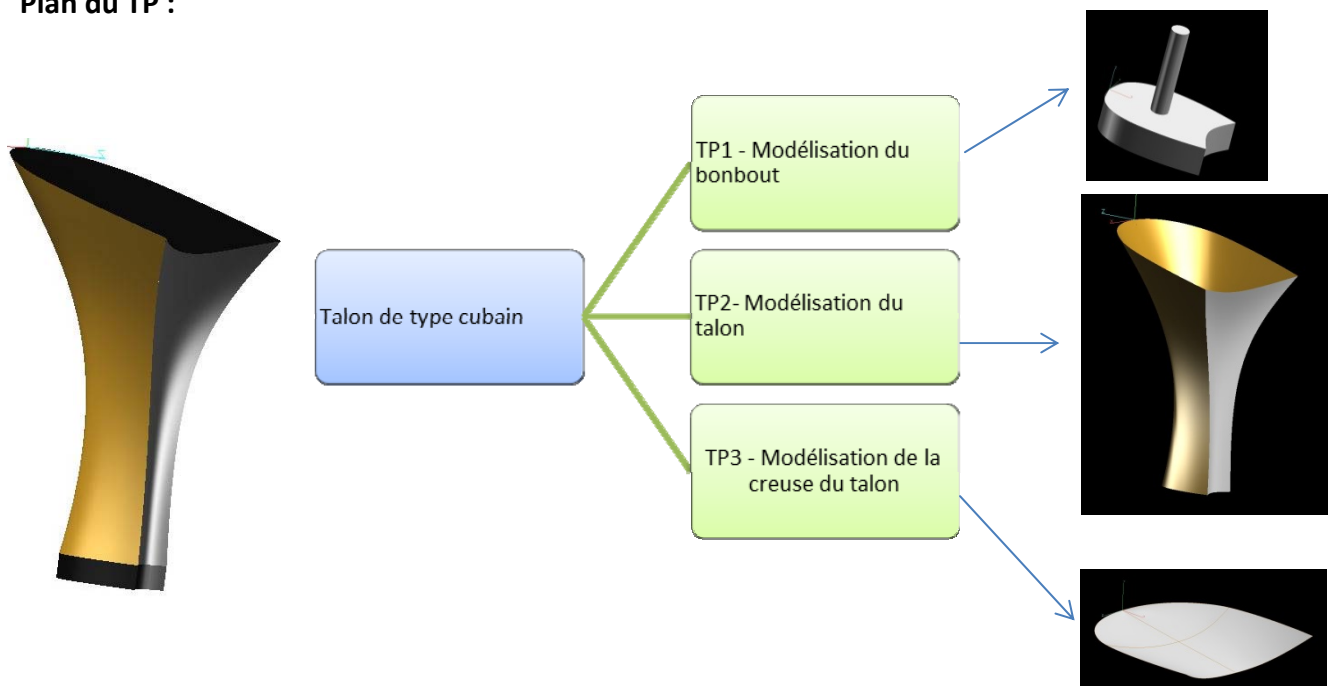 Plan du TP :
TP1 - Modélisation du
bonbout
Talon de type cubain
TP2- Modélisation du
talon
TP3 - Modélisation de la
creuse du talon